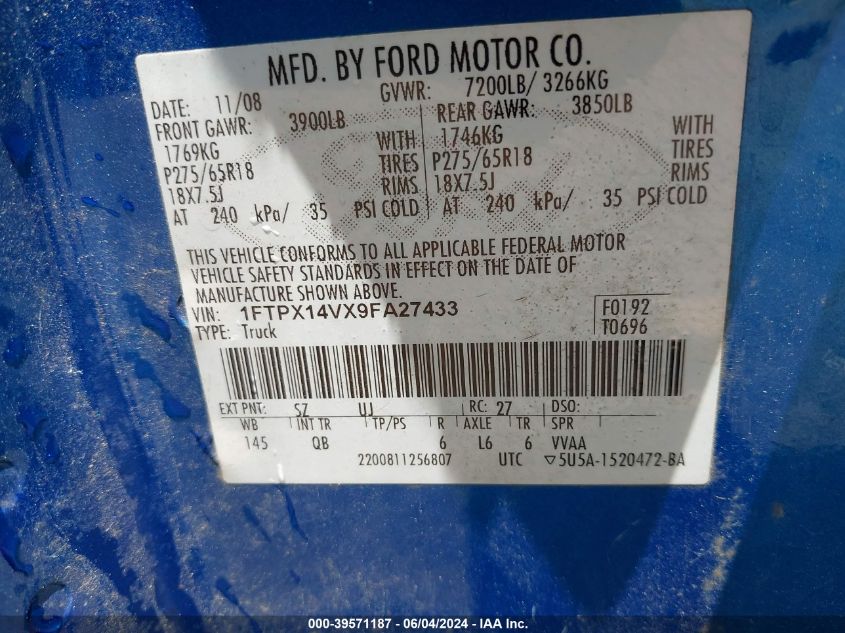 MFD. BY FORD MOTOR CO.
DATE: 11/08 GVWR: 7200LB/ 3266KG
FRONT GAWR: 3900LB REAR GAWR: 3850LB
1769KG WITH 1746KG WITH
P275/65R18 TIRES P275/65R18 TIRES
18X7.5J RIMS 18X7.5J RIMS
AT 240 kPa/ 35 PSI COLD AT 240 kPa/ 35 PSI COLD
THIS VEHICLE CONFORMS TO ALL APPLICABLE FEDERAL MOTOR
VEHICLE SAFETY STANDARDS IN EFFECT ON THE DATE OF
MANUFACTURE SHOWN ABOVE.
VIN: 1FTPX14VX9FA27433 F0192
TYPE: Truck T0696
EXT PNT: SZ UJ RC: 27 DSO:
WB INT TR TP/PS R AXLE TR SPR
145 QB 6 L6 6 VVAA
2200811256807 UTC ▽5U5A-1520472-BA
000-39571187 - 06/04/2024 - IAA Inc.